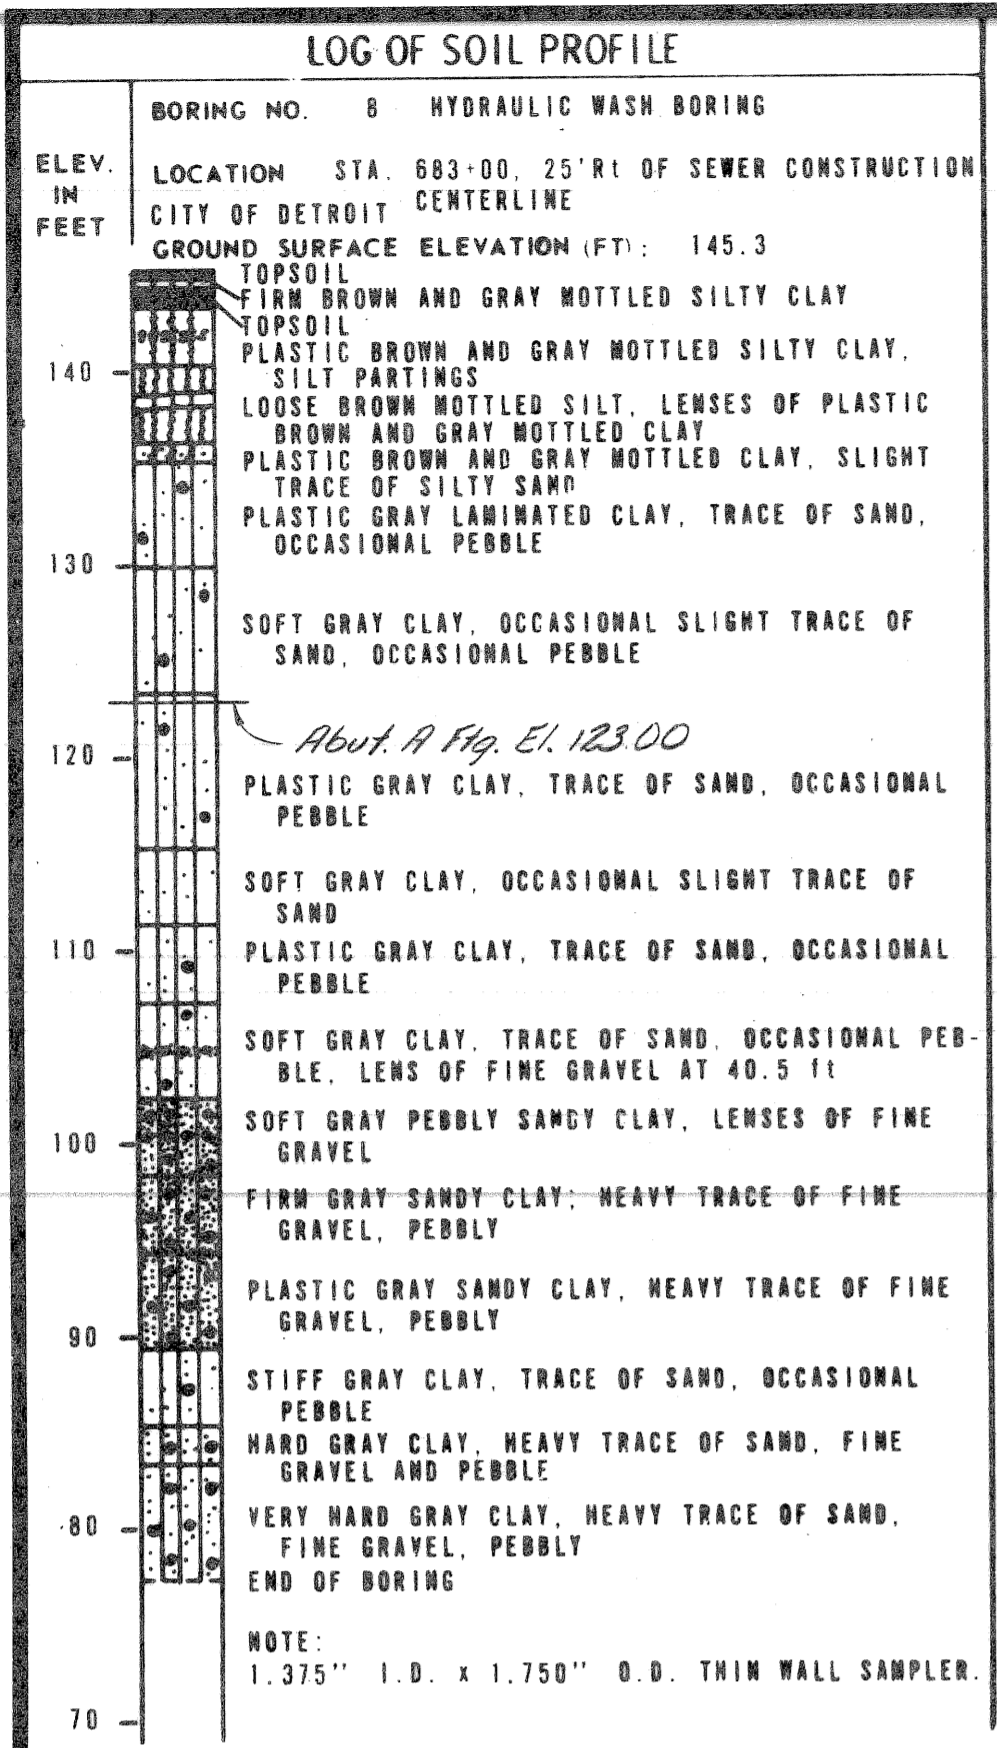 LOG OF SOIL PROFILE
BORING NO. 8 HYDRAULIC WASH BORING
ELEV.
IN
FEET
LOCATION STA. 683+00, 25'Rt OF SEWER CONSTRUCTION
CENTERLINE
CITY OF DETROIT
GROUND SURFACE ELEVATION (FT): 145.3
TOPSOIL
FIRM BROWN AND GRAY MOTTLED SILTY CLAY
TOPSOIL
PLASTIC BROWN AND GRAY MOTTLED SILTY CLAY,
SILT PARTINGS
140
LOOSE BROWN MOTTLED SILT, LENSES OF PLASTIC
BROWN AND GRAY MOTTLED CLAY
PLASTIC BROWN AND GRAY MOTTLED CLAY, SLIGHT
TRACE OF SILTY SAND
PLASTIC GRAY LAMINATED CLAY, TRACE OF SAND,
OCCASIONAL PEBBLE
130
SOFT GRAY CLAY, OCCASIONAL SLIGHT TRACE OF
SAND, OCCASIONAL PEBBLE
Abut. A Ftg. El. 123.00
120
PLASTIC GRAY CLAY, TRACE OF SAND, OCCASIONAL
PEBBLE
SOFT GRAY CLAY, OCCASIONAL SLIGHT TRACE OF
SAND
110
PLASTIC GRAY CLAY, TRACE OF SAND, OCCASIONAL
PEBBLE
SOFT GRAY CLAY, TRACE OF SAND, OCCASIONAL PEB-
BLE, LENS OF FINE GRAVEL AT 40.5 ft
SOFT GRAY PEBBLY SANDY CLAY, LENSES OF FINE
GRAVEL
100
FIRM GRAY SANDY CLAY; HEAVY TRACE OF FINE
GRAVEL, PEBBLY
PLASTIC GRAY SANDY CLAY, HEAVY TRACE OF FINE
GRAVEL, PEBBLY
90
STIFF GRAY CLAY, TRACE OF SAND, OCCASIONAL
PEBBLE
HARD GRAY CLAY, HEAVY TRACE OF SAND, FINE
GRAVEL AND PEBBLE
80
VERY HARD GRAY CLAY, HEAVY TRACE OF SAND,
FINE GRAVEL, PEBBLY
END OF BORING
NOTE:
1.375'' I.D. x 1.750'' O.D. THIN WALL SAMPLER.
70